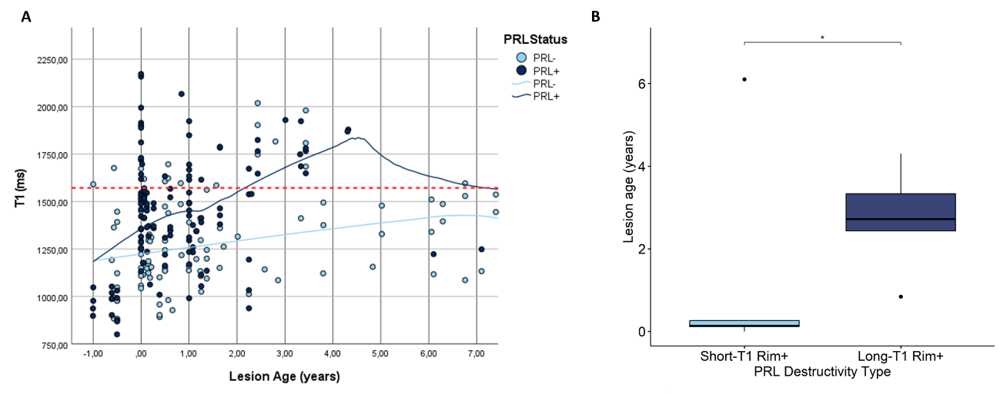 A
T1 (ms)
2250,00
2000,00
1750,00
1500,00
1250,00
1000,00
750,00
-1,00 ,00 1,00 2,00 3,00 4,00 5,00 6,00 7,00
Lesion Age (years)
PRLStatus
PRL-
PRL+
PRL-
PRL+
B
*
Lesion age (years)
6
4
2
0
Short-T1 Rim+ Long-T1 Rim+
PRL Destructivity Type